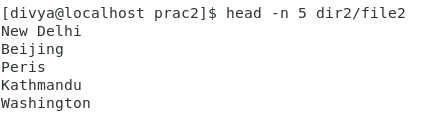 [divya@localhost prac2]$ head -n 5 dir2/file2
New Delhi
Beijing
Peris
Kathmandu
Washington